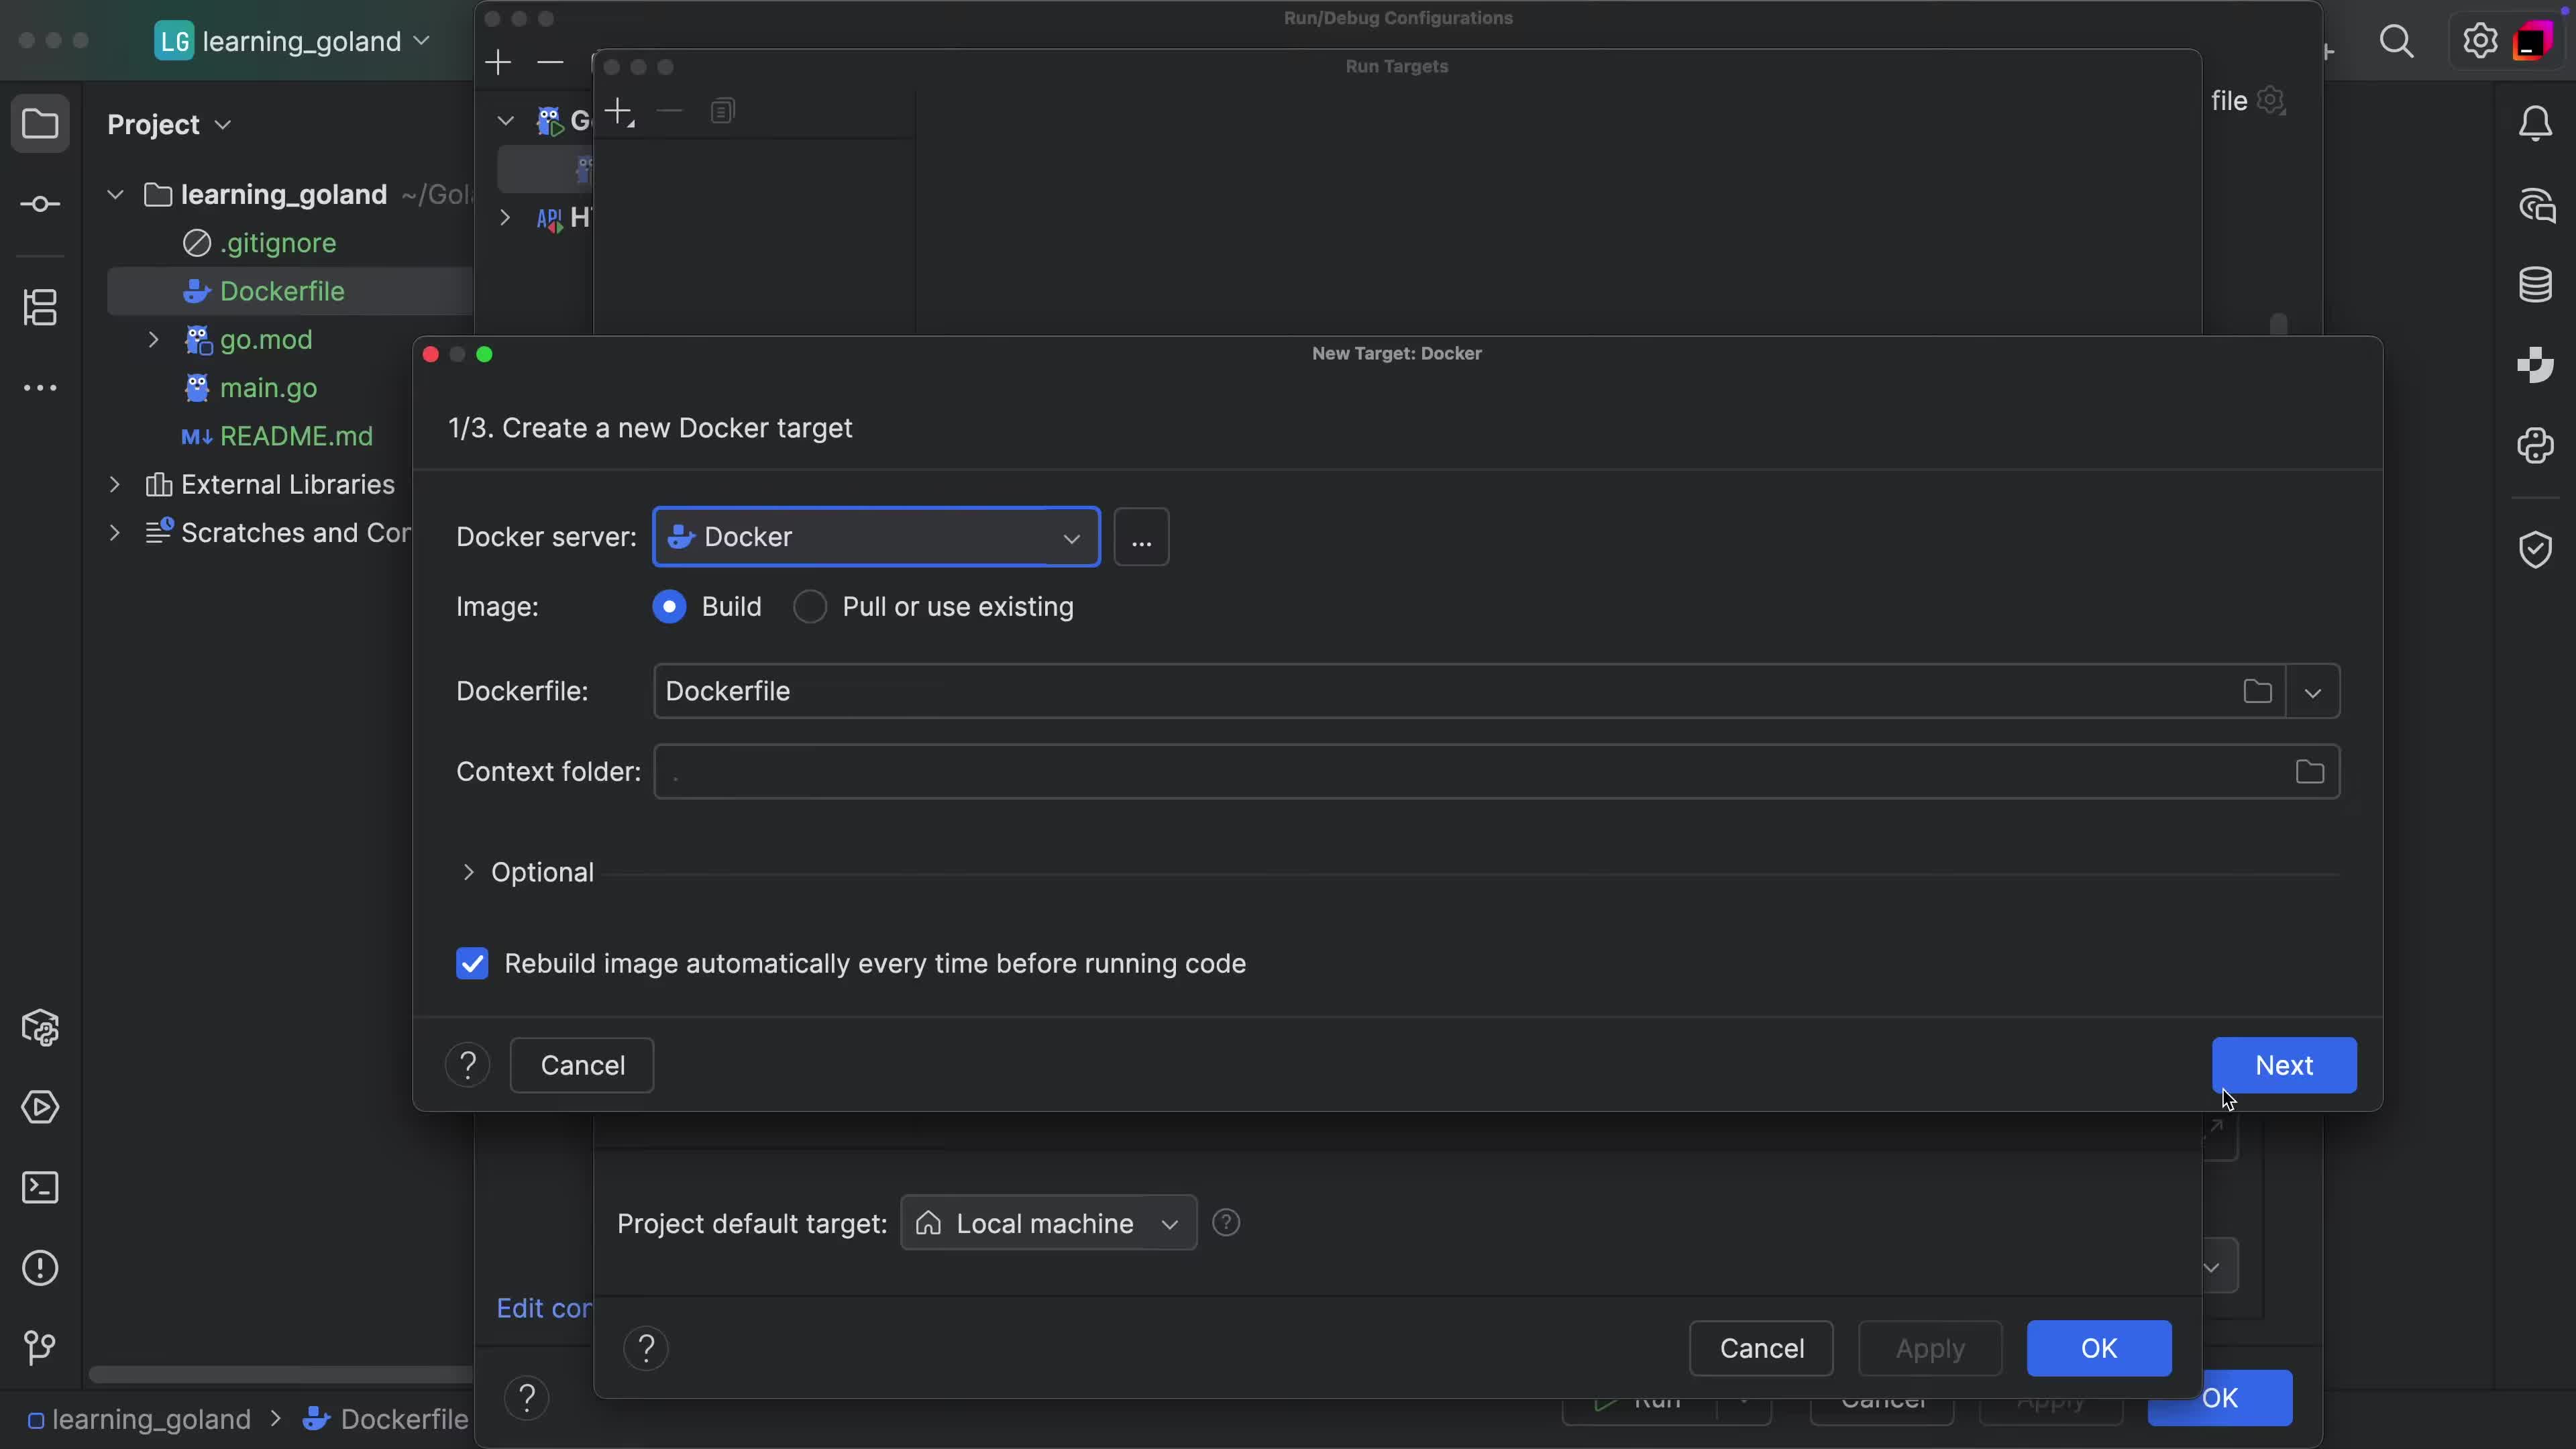 LG learning_goland
Run/Debug Configurations
Run Targets
file
Project
learning_goland
.gitignore
Dockerfile
go.mod
main.go
M↓ README.md
External Libraries
Scratches and
API
New Target: Docker
1/3. Create a new Docker target
Docker server: Docker ...
Image: Build Pull or use existing
Dockerfile: Dockerfile
Context folder: .
Optional
Rebuild image automatically every time before running code
? Cancel Next
Project default target: Local machine ?
Edit
? Cancel Apply OK
? Run Cancel Apply OK
learning_goland > Dockerfile